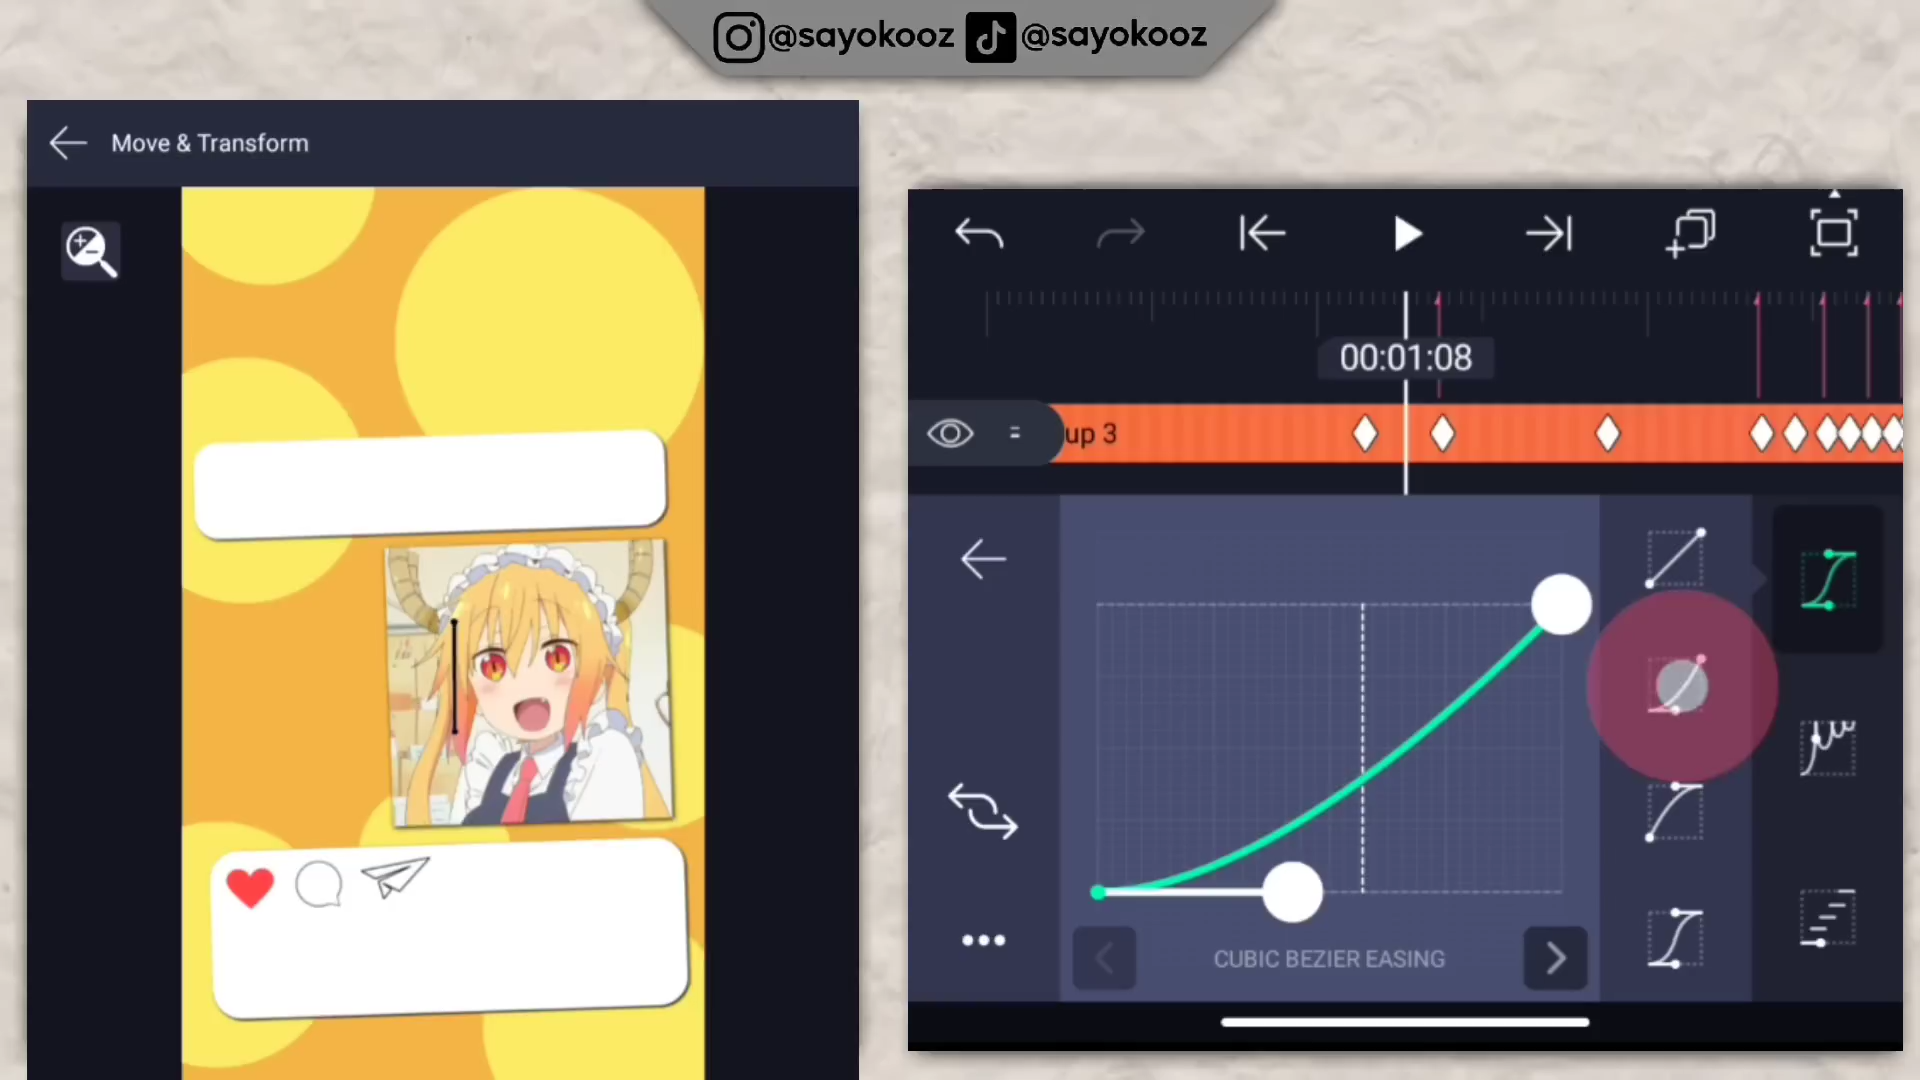 @sayokooz @sayokooz
Move & Transform
00:01:08
up 3
CUBIC BEZIER EASING